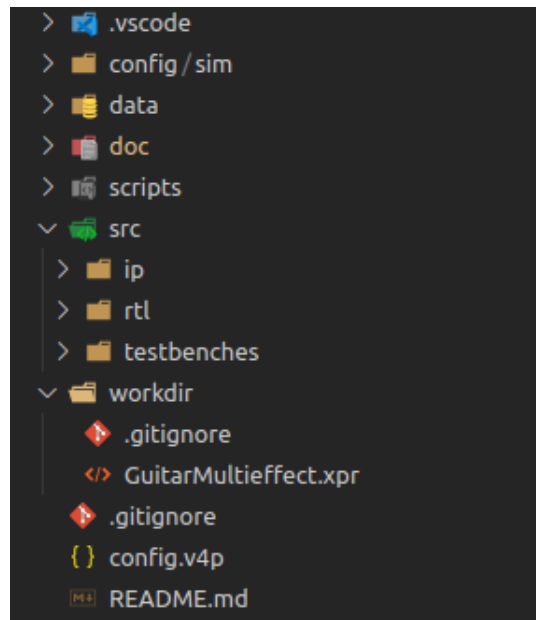 .vscode
config / sim
data
doc
scripts
src
ip
rtl
testbenches
workdir
.gitignore
GuitarMultieffect.xpr
.gitignore
config.v4p
README.md